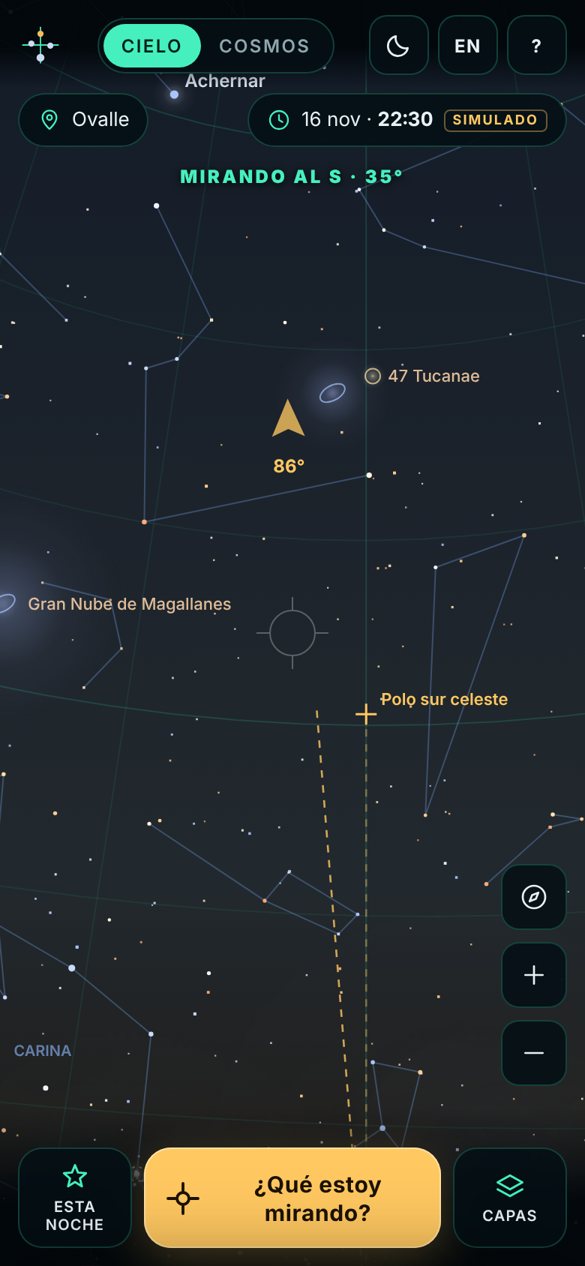 CIELO
COSMOS
EN
?
Achernar
Ovalle
16 nov · 22:30 SIMULADO
MIRANDO AL S · 35°
47 Tucanae
86°
Gran Nube de Magallanes
Polo sur celeste
CARINA
ESTA
NOCHE
¿Qué estoy
mirando?
CAPAS